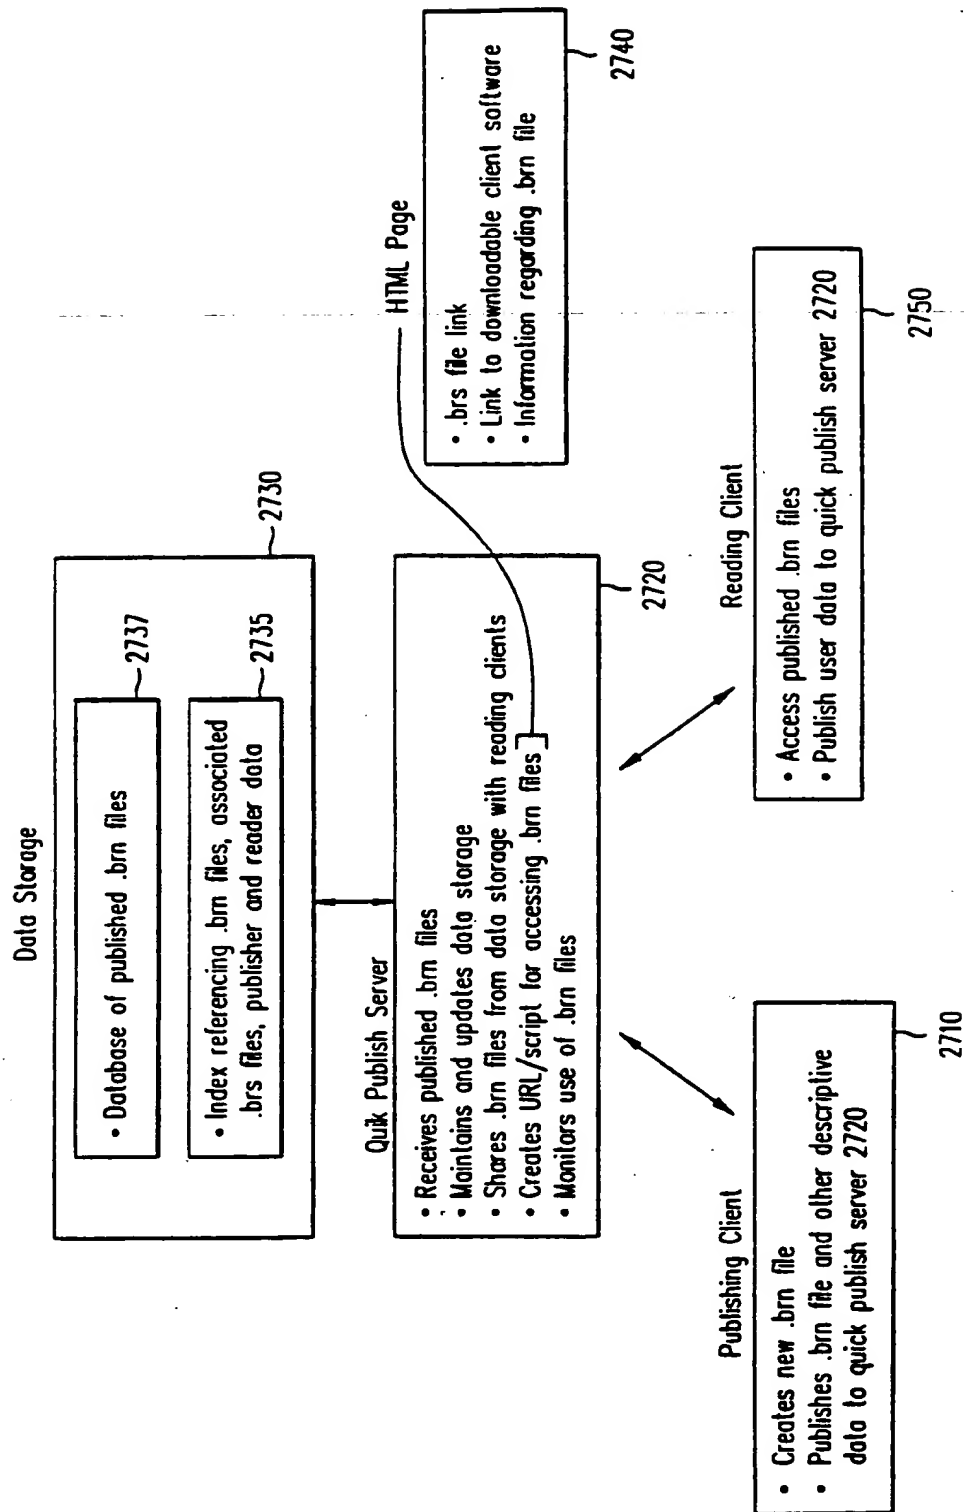 Data Storage
• Database of published .brn files
2737
• Index referencing .brn files, associated
.brs files, publisher and reader data
2735
2730
Quik Publish Server
• Receives published .brn files
• Maintains and updates data storage
• Shares .brn files from data storage with reading clients
• Creates URL/script for accessing .brn files
• Monitors use of .brn files
2720
HTML Page
• .brs file link
• Link to downloadable client software
• Information regarding .brn file
2740
Publishing Client
• Creates new .brn file
• Publishes .brn file and other descriptive
data to quick publish server 2720
2710
Reading Client
• Access published .brn files
• Publish user data to quick publish server 2720
2750